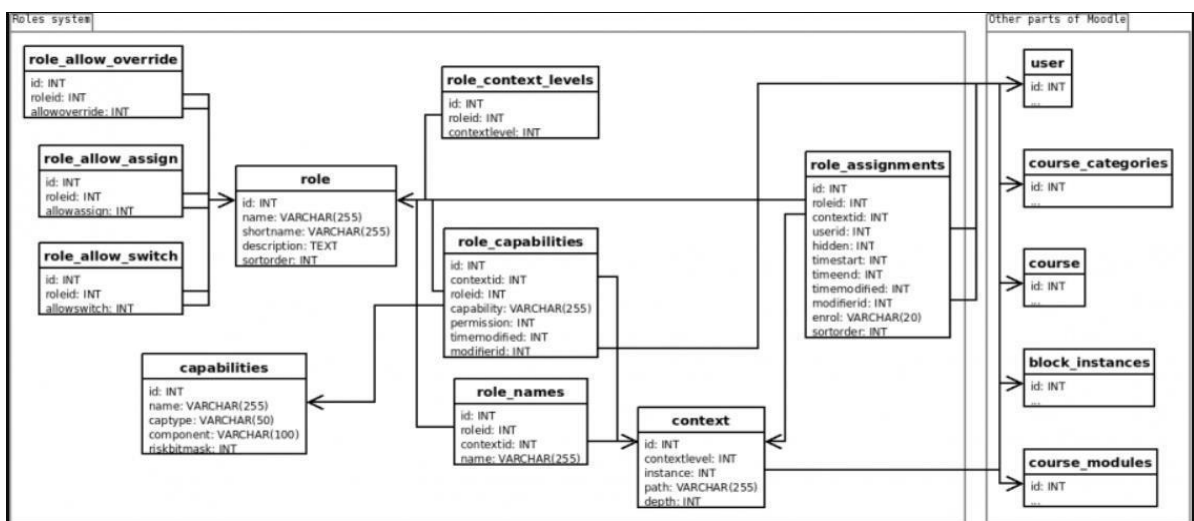 Roles system
Other parts of Moodle
role_allow_override
id: INT
roleid: INT
allowoverride: INT
role_allow_assign
id: INT
roleid: INT
allowassign: INT
role_allow_switch
id: INT
roleid: INT
allowswitch: INT
role
id: INT
name: VARCHAR(255)
shortname: VARCHAR(255)
description: TEXT
sortorder: INT
capabilities
id: INT
name: VARCHAR(255)
captype: VARCHAR(50)
component: VARCHAR(100)
riskbitmask: INT
role_context_levels
id: INT
roleid: INT
contextlevel: INT
role_capabilities
id: INT
contextid: INT
roleid: INT
capability: VARCHAR(255)
permission: INT
timemodified: INT
modifierid: INT
role_names
id: INT
roleid: INT
contextid: INT
name: VARCHAR(255)
context
id: INT
contextlevel: INT
instance: INT
path: VARCHAR(255)
depth: INT
role_assignments
id: INT
roleid: INT
contextid: INT
userid: INT
hidden: INT
timestart: INT
timeend: INT
timemodified: INT
modifierid: INT
enrol: VARCHAR(20)
sortorder: INT
user
id: INT
...
course_categories
id: INT
...
course
id: INT
...
block_instances
id: INT
...
course_modules
id: INT
...